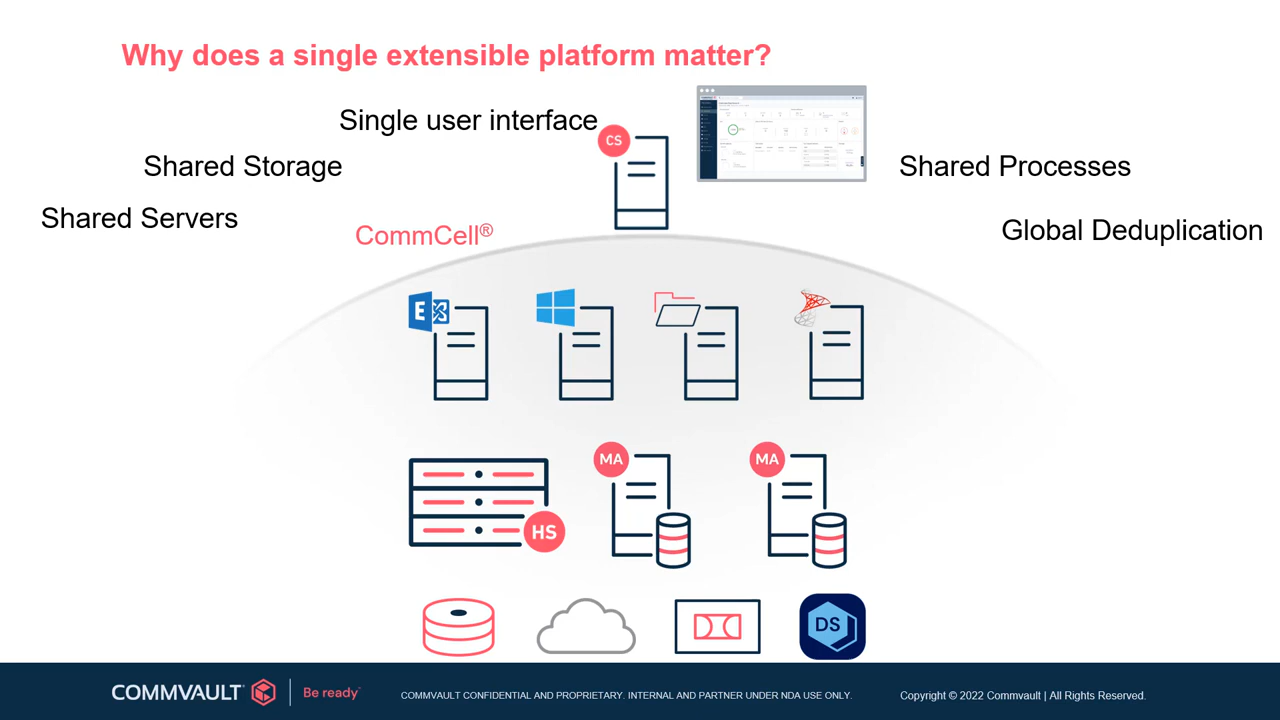 Why does a single extensible platform matter?
Single user interface
CS
Shared Storage
Shared Processes
Shared Servers
CommCell®
Global Deduplication
E
MA
MA
HS
DS
COMMVAULT
Be ready
COMMVAULT CONFIDENTIAL AND PROPRIETARY. INTERNAL AND PARTNER UNDER NDA USE ONLY.
Copyright © 2022 Commvault | All Rights Reserved.